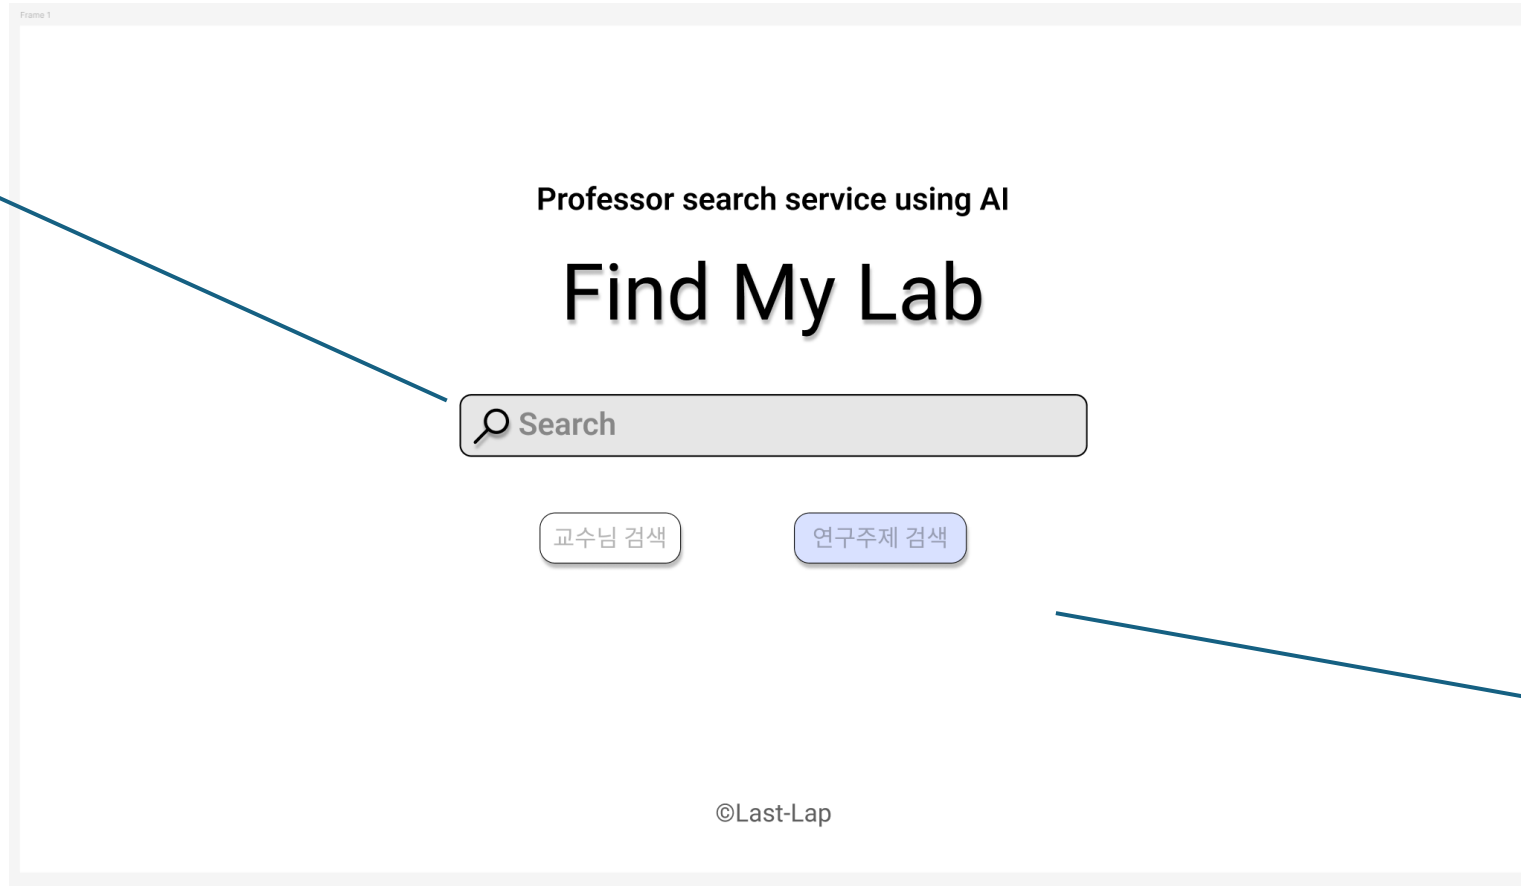 Frame 1
Professor search service using AI
Find My Lab
Search
교수님 검색
연구주제 검색
©Last-Lap